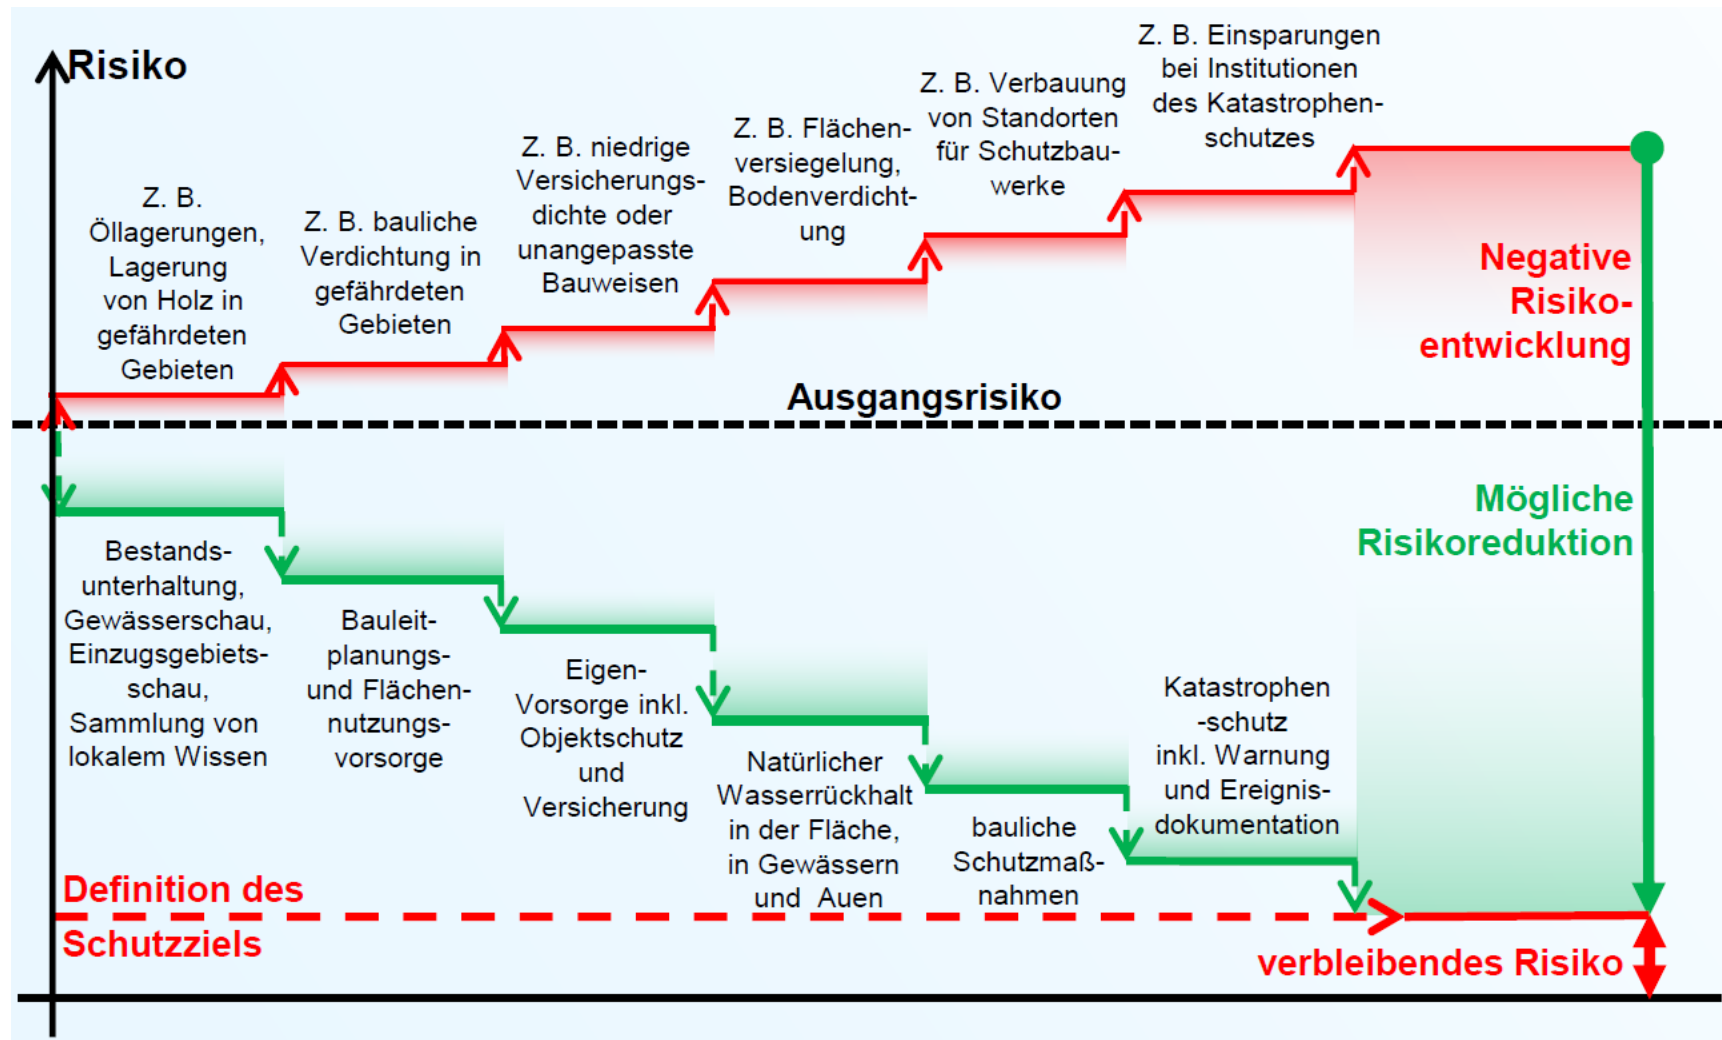 Risiko
Z. B.
Öllagerungen,
Lagerung
von Holz in
gefährdeten
Gebieten
Z. B. bauliche
Verdichtung in
gefährdeten
Gebieten
Z. B. niedrige
Versicherungs-
dichte oder
unangepasste
Bauweisen
Z. B. Flächen-
versiegelung,
Bodenverdicht-
ung
Z. B. Verbauung
von Standorten
für Schutzbau-
werke
Z. B. Einsparungen
bei Institutionen
des Katastrophen-
schutzes
Negative
Risiko-
entwicklung
Ausgangsrisiko
Mögliche
Risikoreduktion
Bestands-
unterhaltung,
Gewässerschau,
Einzugsgebiets-
schau,
Sammlung von
lokalem Wissen
Bauleit-
planungs-
und Flächen-
nutzungs-
vorsorge
Eigen-
Vorsorge inkl.
Objektschutz
und
Versicherung
Natürlicher
Wasserrückhalt
in der Fläche,
in Gewässern
und Auen
bauliche
Schutzmaß-
nahmen
Katastrophen
-schutz
inkl. Warnung
und Ereignis-
dokumentation
Definition des
Schutzziels
verbleibendes Risiko